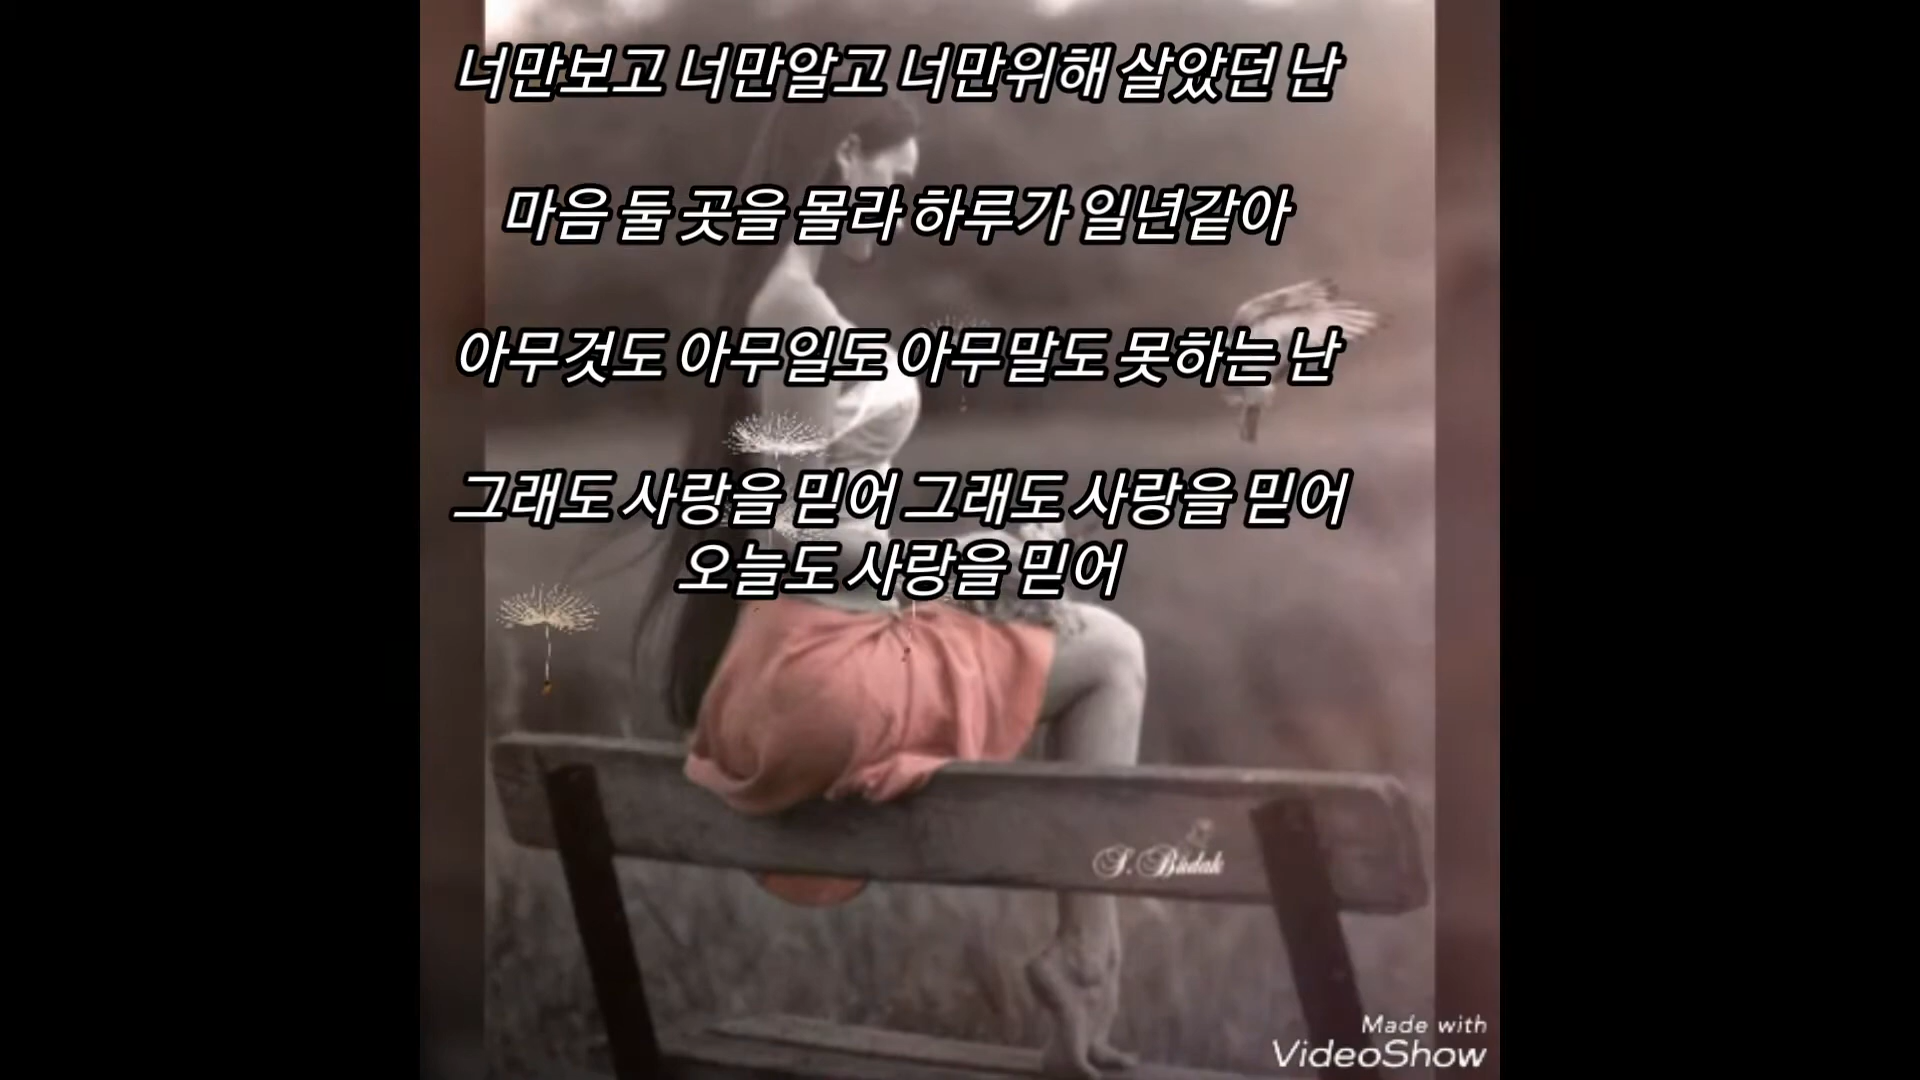 너만보고 너만알고 너만위해 살았던 난
마음 둘 곳을 몰라 하루가 일년같아
아무것도 아무일도 아무말도 못하는 난
그래도 사랑을 믿어 그래도 사랑을 믿어
오늘도 사랑을 믿어
S. Budak
Made with
VideoShow